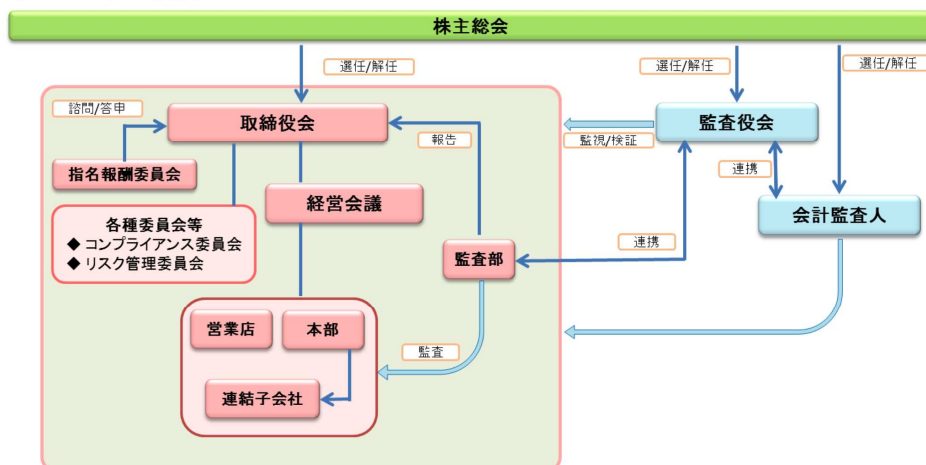 株主総会
選任/解任
選任/解任
選任/解任
諮問/答申
取締役会
報告
監視/検証
監査役会
指名報酬委員会
連携
経営会議
会計監査人
各種委員会等
◆ コンプライアンス委員会
◆ リスク管理委員会
連携
監査部
営業店
本部
監査
連結子会社